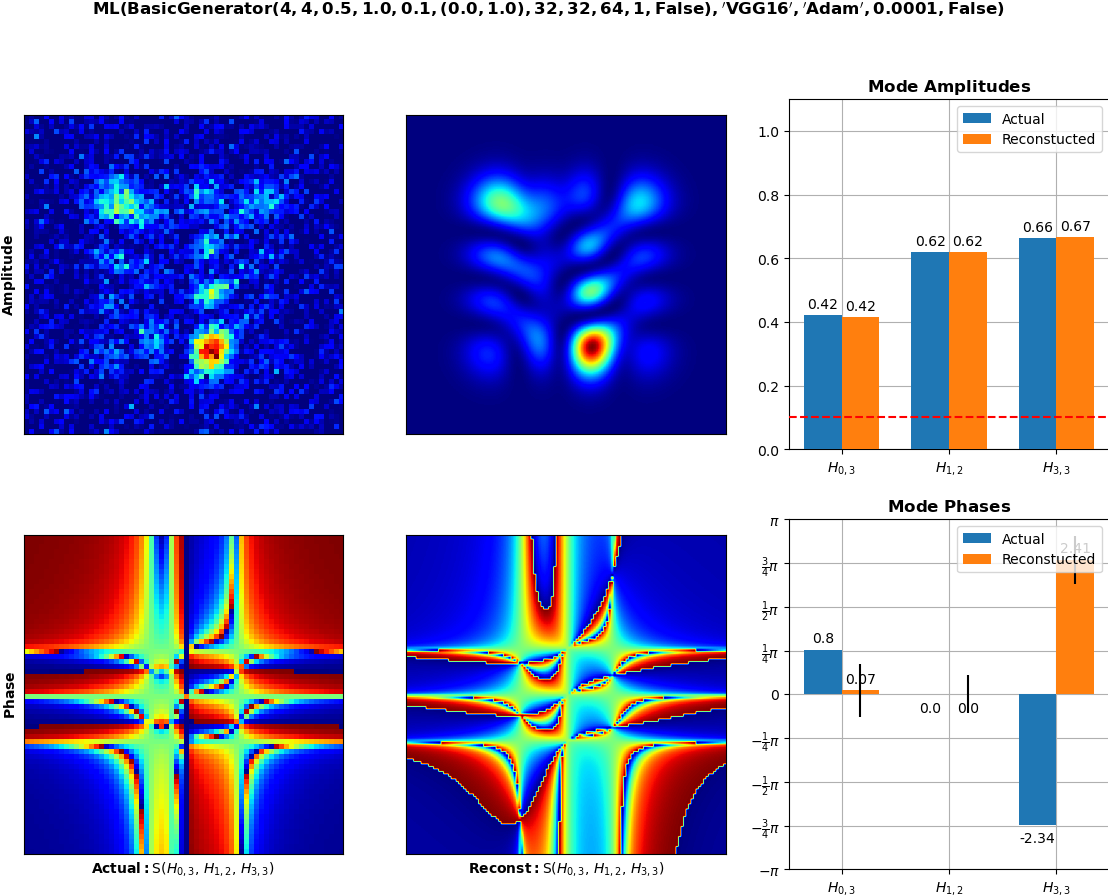 ML(BasicGenerator(4, 4, 0.5, 1.0, 0.1, (0.0, 1.0), 32, 32, 64, 1, False), ′VGG16′, ′Adam′, 0.0001, False)
Amplitude
Mode Amplitudes
Actual
Reconstucted
1.0
0.8
0.6
0.4
0.2
0.0
0.42 0.42
0.62 0.62
0.66 0.67
H0, 3 H1, 2 H3, 3
Phase
Actual: S(H0, 3, H1, 2, H3, 3)
Reconst: S(H0, 3, H1, 2, H3, 3)
Mode Phases
Actual
Reconstucted
π
3/4π
1/2π
1/4π
0
−1/4π
−1/2π
−3/4π
−π
0.8
0.07
0.0 0.0
-2.34
2.41
H0, 3 H1, 2 H3, 3